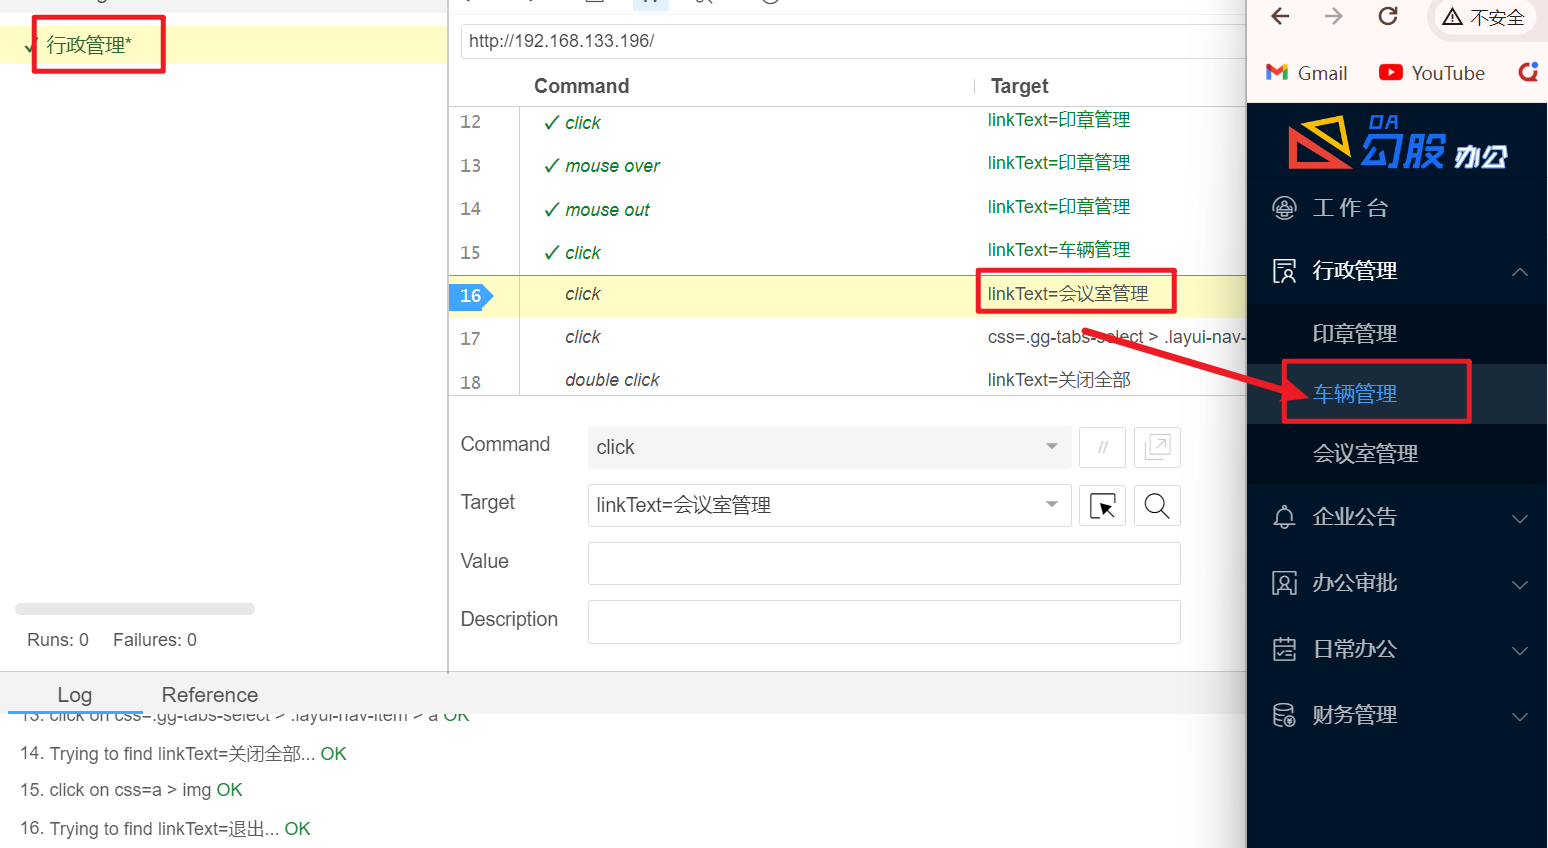 行政管理*
http://192.168.133.196/
Command Target
12 ✓ click linkText=印章管理
13 ✓ mouse over linkText=印章管理
14 ✓ mouse out linkText=印章管理
15 ✓ click linkText=车辆管理
16 click linkText=会议室管理
17 click css=.gg-tabs-select > .layui-nav-
18 double click linkText=关闭全部
Command click //
Target linkText=会议室管理
Value
Description
Runs: 0 Failures: 0
Log Reference
13. click on css=.gg-tabs-select > .layui-nav-item > a OK
14. Trying to find linkText=关闭全部... OK
15. click on css=a > img OK
16. Trying to find linkText=退出... OK
不安全
Gmail YouTube
OA
勾股办公
工作台
行政管理
印章管理
车辆管理
会议室管理
企业公告
办公审批
日常办公
财务管理